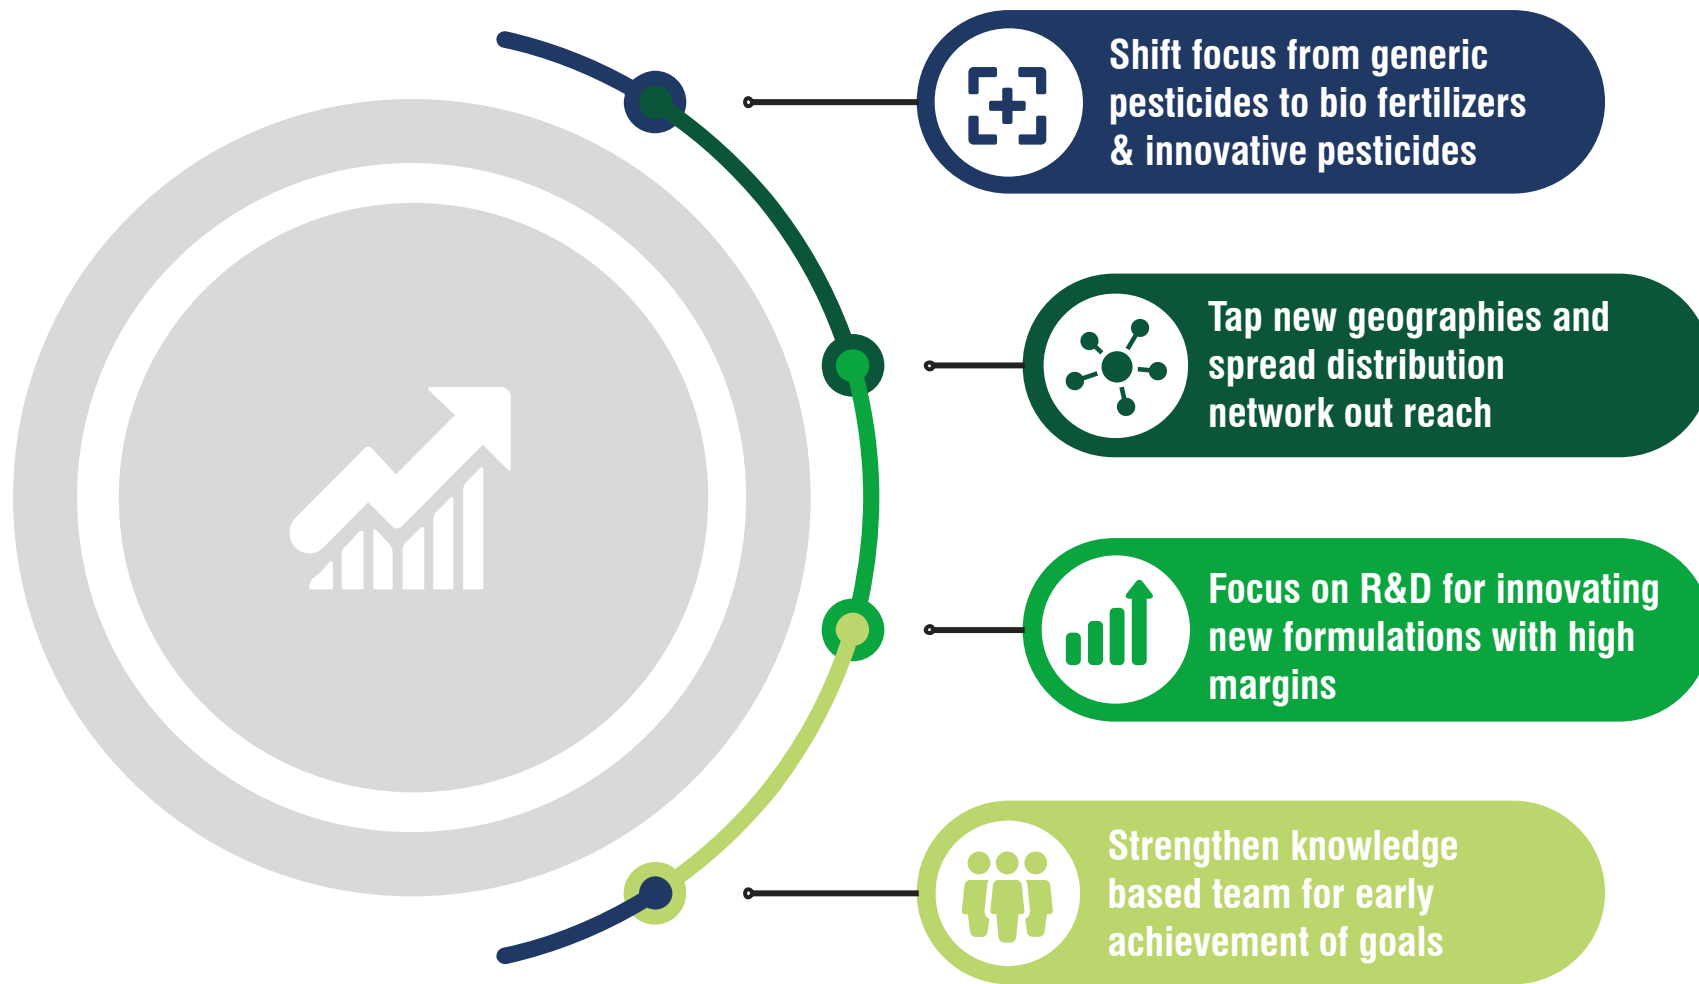 Shift focus from generic
pesticides to bio fertilizers
& innovative pesticides
Tap new geographies and
spread distribution
network out reach
Focus on R&D for innovating
new formulations with high
margins
Strengthen knowledge
based team for early
achievement of goals